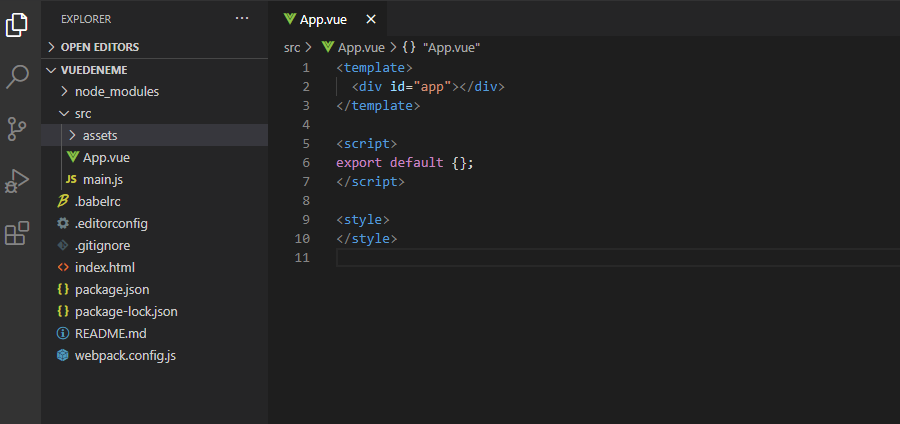 EXPLORER
OPEN EDITORS
VUEDENEME
node_modules
src
assets
App.vue
JS main.js
.babelrc
.editorconfig
.gitignore
<> index.html
{} package.json
{} package-lock.json
README.md
webpack.config.js
App.vue
src > App.vue > {} "App.vue"
1 <template>
2   <div id="app"></div>
3 </template>
4
5 <script>
6 export default {};
7 </script>
8
9 <style>
10 </style>
11